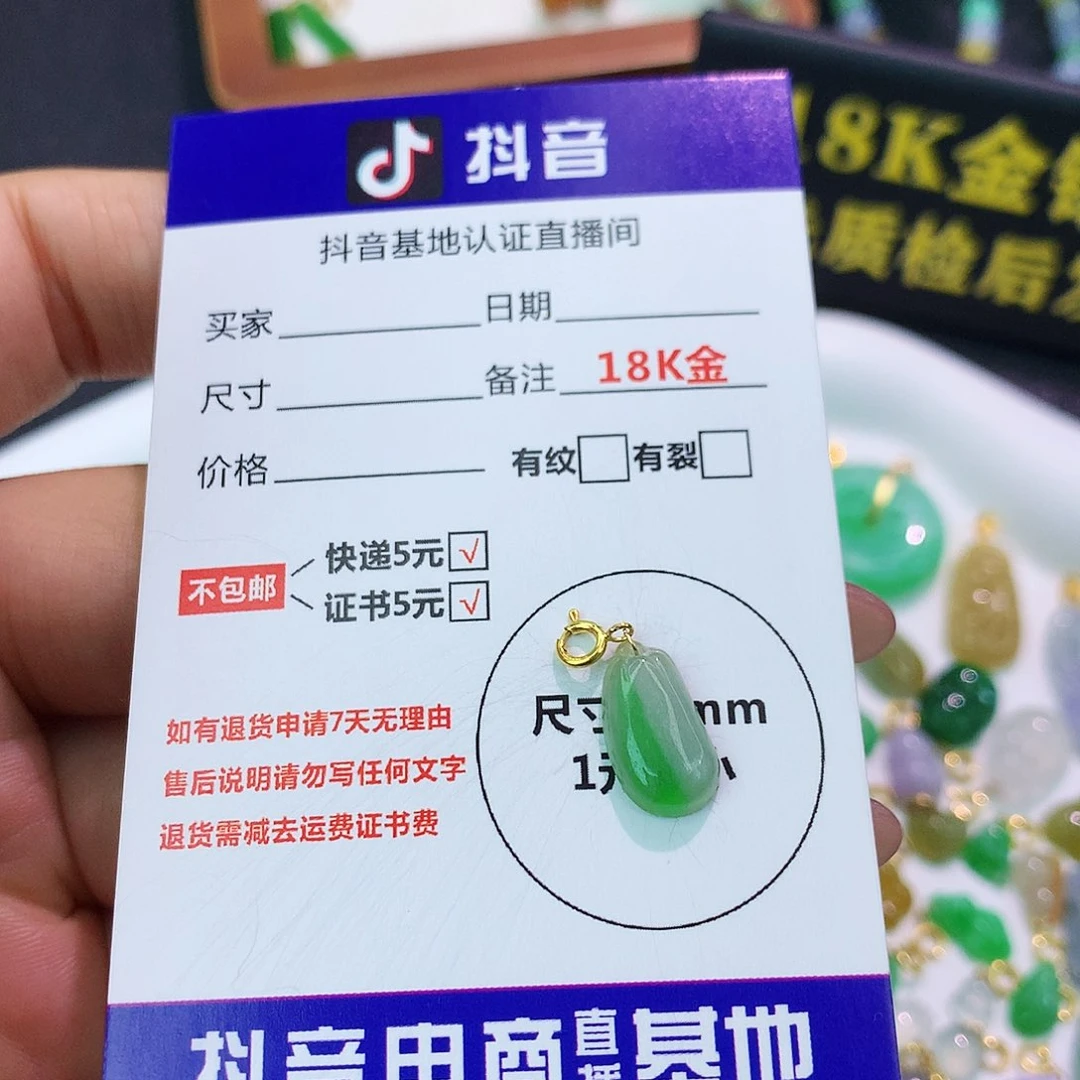 抖音
抖音基地认证直播间
买家 日期
尺寸 备注 18K金
价格 有纹 有裂
不包邮
快递5元 √
证书5元 √
如有退货申请7天无理由
售后说明请勿写任何文字
退货需减去运费证书费
尺寸 mm
1元
抖音电商直播基地
18K金
质检后